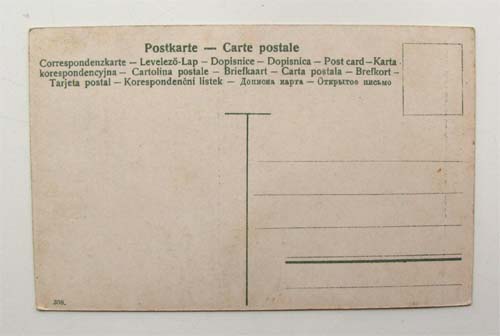 Postkarte — Carte postale
Correspondenzkarte – Levelező-Lap – Dopisnice – Dopisnica – Post card – Karta
korespondencyjna – Cartolina postale – Briefkaart – Carta postala – Brefkort –
Tarjeta postal – Korespondenční lístek – Дописна карта – Открытое письмо
509.